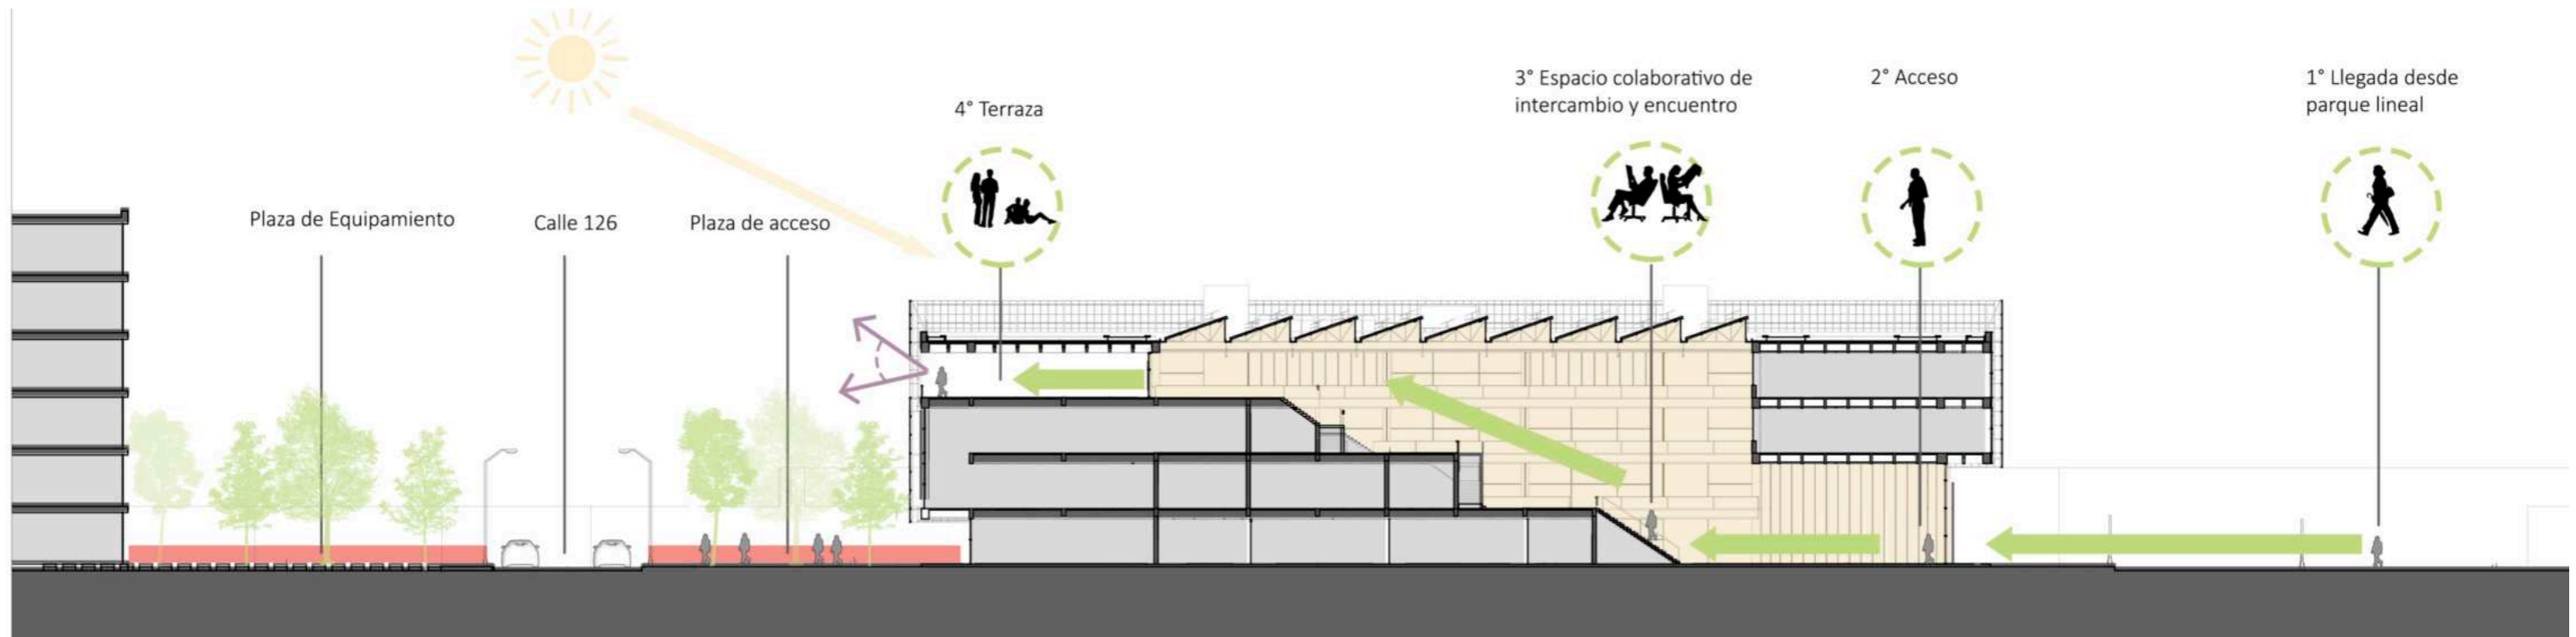 3° Espacio colaborativo de
intercambio y encuentro
2° Acceso
1° Llegada desde
parque lineal
4° Terraza
Plaza de Equipamiento
Calle 126
Plaza de acceso